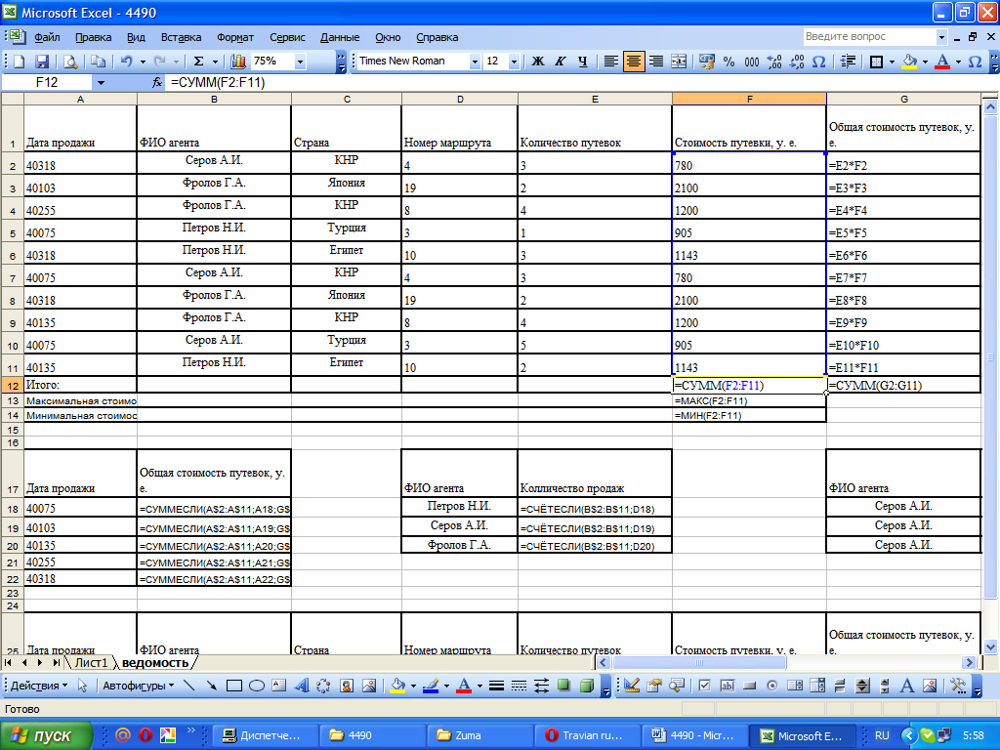 Microsoft Excel - 4490
Файл Правка Вид Вставка Формат Сервис Данные Окно Справка Введите вопрос
75% Times New Roman 12 Ж К Ч
F12 fx =СУММ(F2:F11)
A B C D E F G
1 Дата продажи ФИО агента Страна Номер маршрута Количество путевок Стоимость путевки, у. е. Общая стоимость путевок, у. е.
2 40318 Серов А.И. КНР 4 3 780 =E2*F2
3 40103 Фролов Г.А. Япония 19 2 2100 =E3*F3
4 40255 Фролов Г.А. КНР 8 4 1200 =E4*F4
5 40075 Петров Н.И. Турция 3 1 905 =E5*F5
6 40318 Петров Н.И. Египет 10 3 1143 =E6*F6
7 40075 Серов А.И. КНР 4 3 780 =E7*F7
8 40318 Фролов Г.А. Япония 19 2 2100 =E8*F8
9 40135 Фролов Г.А. КНР 8 4 1200 =E9*F9
10 40075 Серов А.И. Турция 3 5 905 =E10*F10
11 40135 Петров Н.И. Египет 10 2 1143 =E11*F11
12 Итого: =СУММ(F2:F11) =СУММ(G2:G11)
13 Максимальная стоимо =МАКС(F2:F11)
14 Минимальная стоимос =МИН(F2:F11)
15
16
17 Дата продажи Общая стоимость путевок, у. е. ФИО агента Колличество продаж ФИО агента
18 40075 =СУММЕСЛИ(A$2:A$11;A18;G$ Петров Н.И. =СЧЁТЕСЛИ(B$2:B$11;D18) Серов А.И.
19 40103 =СУММЕСЛИ(A$2:A$11;A19;G$ Серов А.И. =СЧЁТЕСЛИ(B$2:B$11;D19) Серов А.И.
20 40135 =СУММЕСЛИ(A$2:A$11;A20;G$ Фролов Г.А. =СЧЁТЕСЛИ(B$2:B$11;D20) Серов А.И.
21 40255 =СУММЕСЛИ(A$2:A$11;A21;G$
22 40318 =СУММЕСЛИ(A$2:A$11;A22;G$
23
24
25 Дата продажи ФИО агента Страна Номер маршрута Количество путевок Стоимость путевки, у. е. Общая стоимость путевок, у. е.
Лист1 ведомость
Действия Автофигуры
Готово
пуск Диспетче... 4490 Zuma Travian ru... 4490 - Micr... Microsoft E... RU 5:58